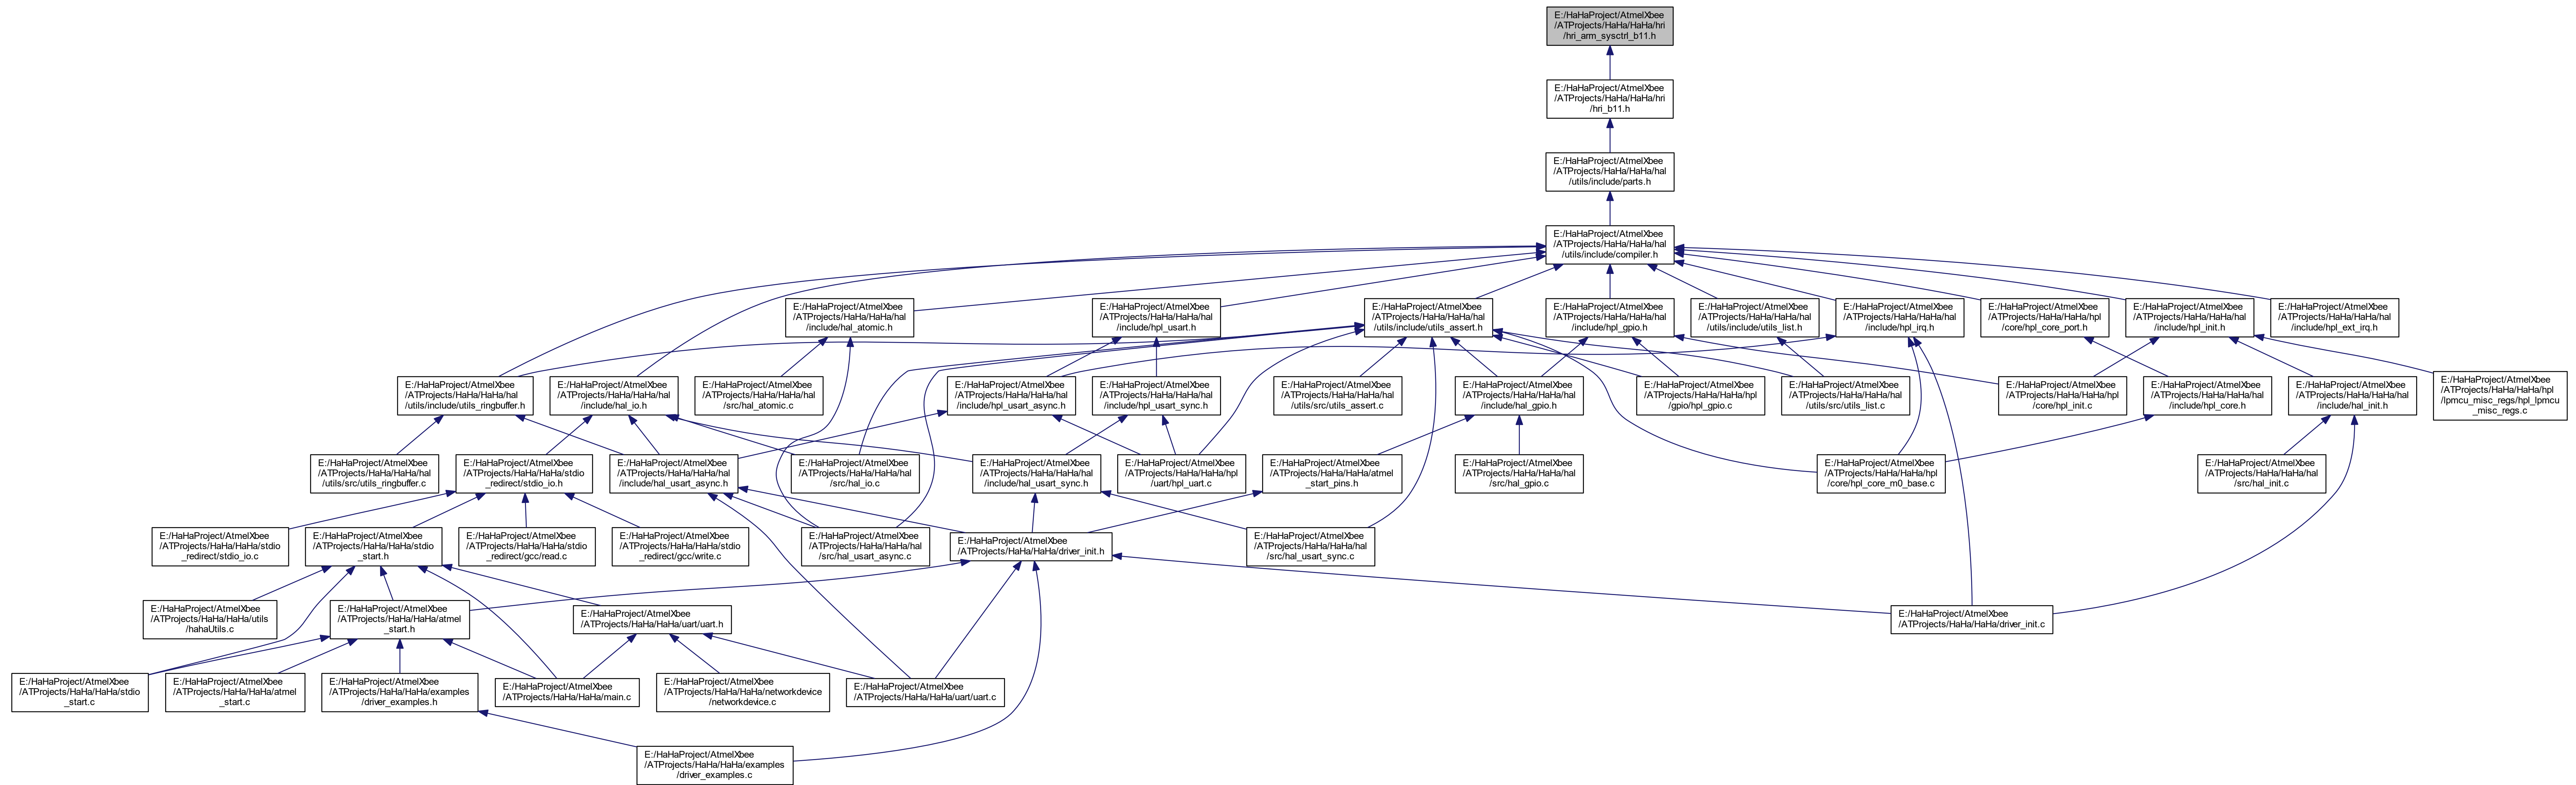 E:/HaHaProject/AtmelXbee
/ATProjects/HaHa/HaHa/hri
/hri_arm_sysctrl_b11.h
E:/HaHaProject/AtmelXbee
/ATProjects/HaHa/HaHa/hri
/hri_b11.h
E:/HaHaProject/AtmelXbee
/ATProjects/HaHa/HaHa/hal
/utils/include/parts.h
E:/HaHaProject/AtmelXbee
/ATProjects/HaHa/HaHa/hal
/utils/include/compiler.h
E:/HaHaProject/AtmelXbee
/ATProjects/HaHa/HaHa/hal
/include/hal_atomic.h
E:/HaHaProject/AtmelXbee
/ATProjects/HaHa/HaHa/hal
/include/hpl_usart.h
E:/HaHaProject/AtmelXbee
/ATProjects/HaHa/HaHa/hal
/utils/include/utils_assert.h
E:/HaHaProject/AtmelXbee
/ATProjects/HaHa/HaHa/hal
/include/hpl_gpio.h
E:/HaHaProject/AtmelXbee
/ATProjects/HaHa/HaHa/hal
/utils/include/utils_list.h
E:/HaHaProject/AtmelXbee
/ATProjects/HaHa/HaHa/hal
/include/hpl_irq.h
E:/HaHaProject/AtmelXbee
/ATProjects/HaHa/HaHa/hpl
/core/hpl_core_port.h
E:/HaHaProject/AtmelXbee
/ATProjects/HaHa/HaHa/hal
/include/hpl_init.h
E:/HaHaProject/AtmelXbee
/ATProjects/HaHa/HaHa/hal
/include/hpl_ext_irq.h
E:/HaHaProject/AtmelXbee
/ATProjects/HaHa/HaHa/hal
/utils/include/utils_ringbuffer.h
E:/HaHaProject/AtmelXbee
/ATProjects/HaHa/HaHa/hal
/include/hal_io.h
E:/HaHaProject/AtmelXbee
/ATProjects/HaHa/HaHa/hal
/src/hal_atomic.c
E:/HaHaProject/AtmelXbee
/ATProjects/HaHa/HaHa/hal
/include/hpl_usart_async.h
E:/HaHaProject/AtmelXbee
/ATProjects/HaHa/HaHa/hal
/include/hpl_usart_sync.h
E:/HaHaProject/AtmelXbee
/ATProjects/HaHa/HaHa/hal
/utils/src/utils_assert.c
E:/HaHaProject/AtmelXbee
/ATProjects/HaHa/HaHa/hal
/include/hal_gpio.h
E:/HaHaProject/AtmelXbee
/ATProjects/HaHa/HaHa/hpl
/gpio/hpl_gpio.c
E:/HaHaProject/AtmelXbee
/ATProjects/HaHa/HaHa/hal
/utils/src/utils_list.c
E:/HaHaProject/AtmelXbee
/ATProjects/HaHa/HaHa/hpl
/core/hpl_init.c
E:/HaHaProject/AtmelXbee
/ATProjects/HaHa/HaHa/hal
/include/hpl_core.h
E:/HaHaProject/AtmelXbee
/ATProjects/HaHa/HaHa/hal
/include/hal_init.h
E:/HaHaProject/AtmelXbee
/ATProjects/HaHa/HaHa/hpl
/lpmcu_misc_regs/hpl_lpmcu
_misc_regs.c
E:/HaHaProject/AtmelXbee
/ATProjects/HaHa/HaHa/hal
/utils/src/utils_ringbuffer.c
E:/HaHaProject/AtmelXbee
/ATProjects/HaHa/HaHa/stdio
_redirect/stdio_io.h
E:/HaHaProject/AtmelXbee
/ATProjects/HaHa/HaHa/hal
/include/hal_usart_async.h
E:/HaHaProject/AtmelXbee
/ATProjects/HaHa/HaHa/hal
/src/hal_io.c
E:/HaHaProject/AtmelXbee
/ATProjects/HaHa/HaHa/hal
/include/hal_usart_sync.h
E:/HaHaProject/AtmelXbee
/ATProjects/HaHa/HaHa/hpl
/uart/hpl_uart.c
E:/HaHaProject/AtmelXbee
/ATProjects/HaHa/HaHa/atmel
_start_pins.h
E:/HaHaProject/AtmelXbee
/ATProjects/HaHa/HaHa/hal
/src/hal_gpio.c
E:/HaHaProject/AtmelXbee
/ATProjects/HaHa/HaHa/hpl
/core/hpl_core_m0_base.c
E:/HaHaProject/AtmelXbee
/ATProjects/HaHa/HaHa/hal
/src/hal_init.c
E:/HaHaProject/AtmelXbee
/ATProjects/HaHa/HaHa/stdio
_redirect/stdio_io.c
E:/HaHaProject/AtmelXbee
/ATProjects/HaHa/HaHa/stdio
_start.h
E:/HaHaProject/AtmelXbee
/ATProjects/HaHa/HaHa/stdio
_redirect/gcc/read.c
E:/HaHaProject/AtmelXbee
/ATProjects/HaHa/HaHa/stdio
_redirect/gcc/write.c
E:/HaHaProject/AtmelXbee
/ATProjects/HaHa/HaHa/hal
/src/hal_usart_async.c
E:/HaHaProject/AtmelXbee
/ATProjects/HaHa/HaHa/driver_init.h
E:/HaHaProject/AtmelXbee
/ATProjects/HaHa/HaHa/hal
/src/hal_usart_sync.c
E:/HaHaProject/AtmelXbee
/ATProjects/HaHa/HaHa/utils
/hahaUtils.c
E:/HaHaProject/AtmelXbee
/ATProjects/HaHa/HaHa/atmel
_start.h
E:/HaHaProject/AtmelXbee
/ATProjects/HaHa/HaHa/uart/uart.h
E:/HaHaProject/AtmelXbee
/ATProjects/HaHa/HaHa/driver_init.c
E:/HaHaProject/AtmelXbee
/ATProjects/HaHa/HaHa/stdio
_start.c
E:/HaHaProject/AtmelXbee
/ATProjects/HaHa/HaHa/atmel
_start.c
E:/HaHaProject/AtmelXbee
/ATProjects/HaHa/HaHa/examples
/driver_examples.h
E:/HaHaProject/AtmelXbee
/ATProjects/HaHa/HaHa/main.c
E:/HaHaProject/AtmelXbee
/ATProjects/HaHa/HaHa/networkdevice
/networkdevice.c
E:/HaHaProject/AtmelXbee
/ATProjects/HaHa/HaHa/uart/uart.c
E:/HaHaProject/AtmelXbee
/ATProjects/HaHa/HaHa/examples
/driver_examples.c